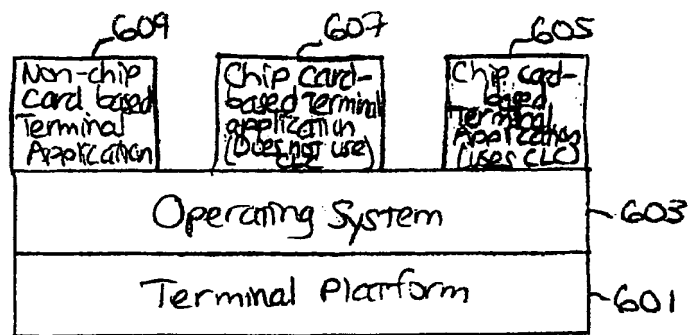 609
607
605
Non-chip
Card based
Terminal
Application
Chip card-
based terminal
application
(Does not use)
CLC
Chip card-
based
Terminal
Application
(uses CLC)
Operating System
603
Terminal Platform
601